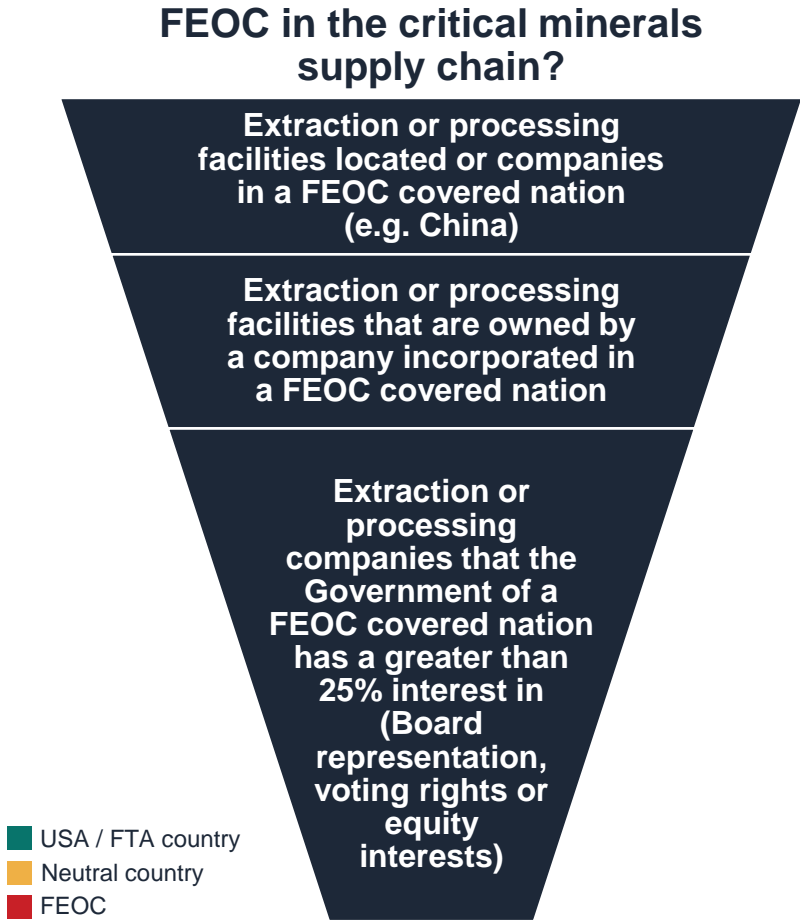 FEOC in the critical minerals
supply chain?
Extraction or processing
facilities located or companies
in a FEOC covered nation
(e.g. China)
Extraction or processing
facilities that are owned by
a company incorporated in
a FEOC covered nation
Extraction or
processing
companies that the
Government of a
FEOC covered nation
has a greater than
25% interest in
(Board
representation,
voting rights or
equity
interests)
USA / FTA country
Neutral country
FEOC